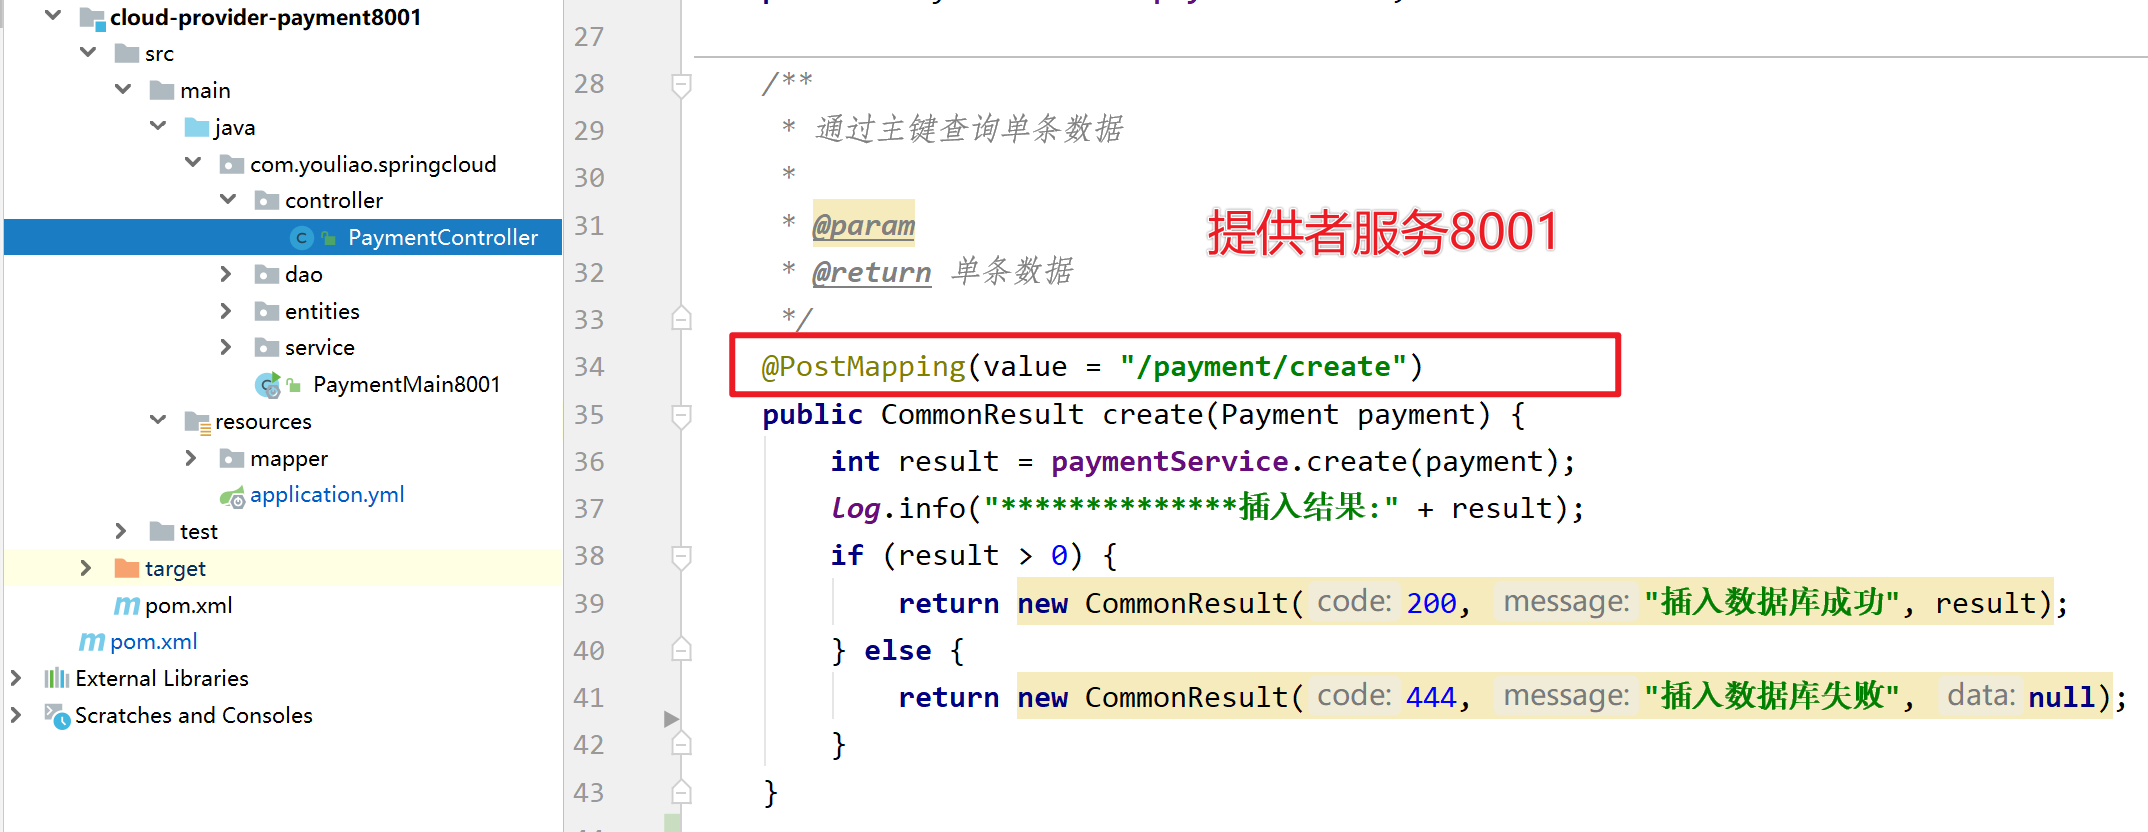 cloud-provider-payment8001
src
main
java
com.youliao.springcloud
controller
PaymentController
dao
entities
service
PaymentMain8001
resources
mapper
application.yml
test
target
pom.xml
pom.xml
External Libraries
Scratches and Consoles
27
28 /**
29 * 通过主键查询单条数据
30 *
31 * @param
提供者服务8001
32 * @return 单条数据
33 */
34 @PostMapping(value = "/payment/create")
35 public CommonResult create(Payment payment) {
36 int result = paymentService.create(payment);
37 log.info("**************插入结果:" + result);
38 if (result > 0) {
39 return new CommonResult( code: 200, message: "插入数据库成功", result);
40 } else {
41 return new CommonResult( code: 444, message: "插入数据库失败", data: null);
42 }
43 }